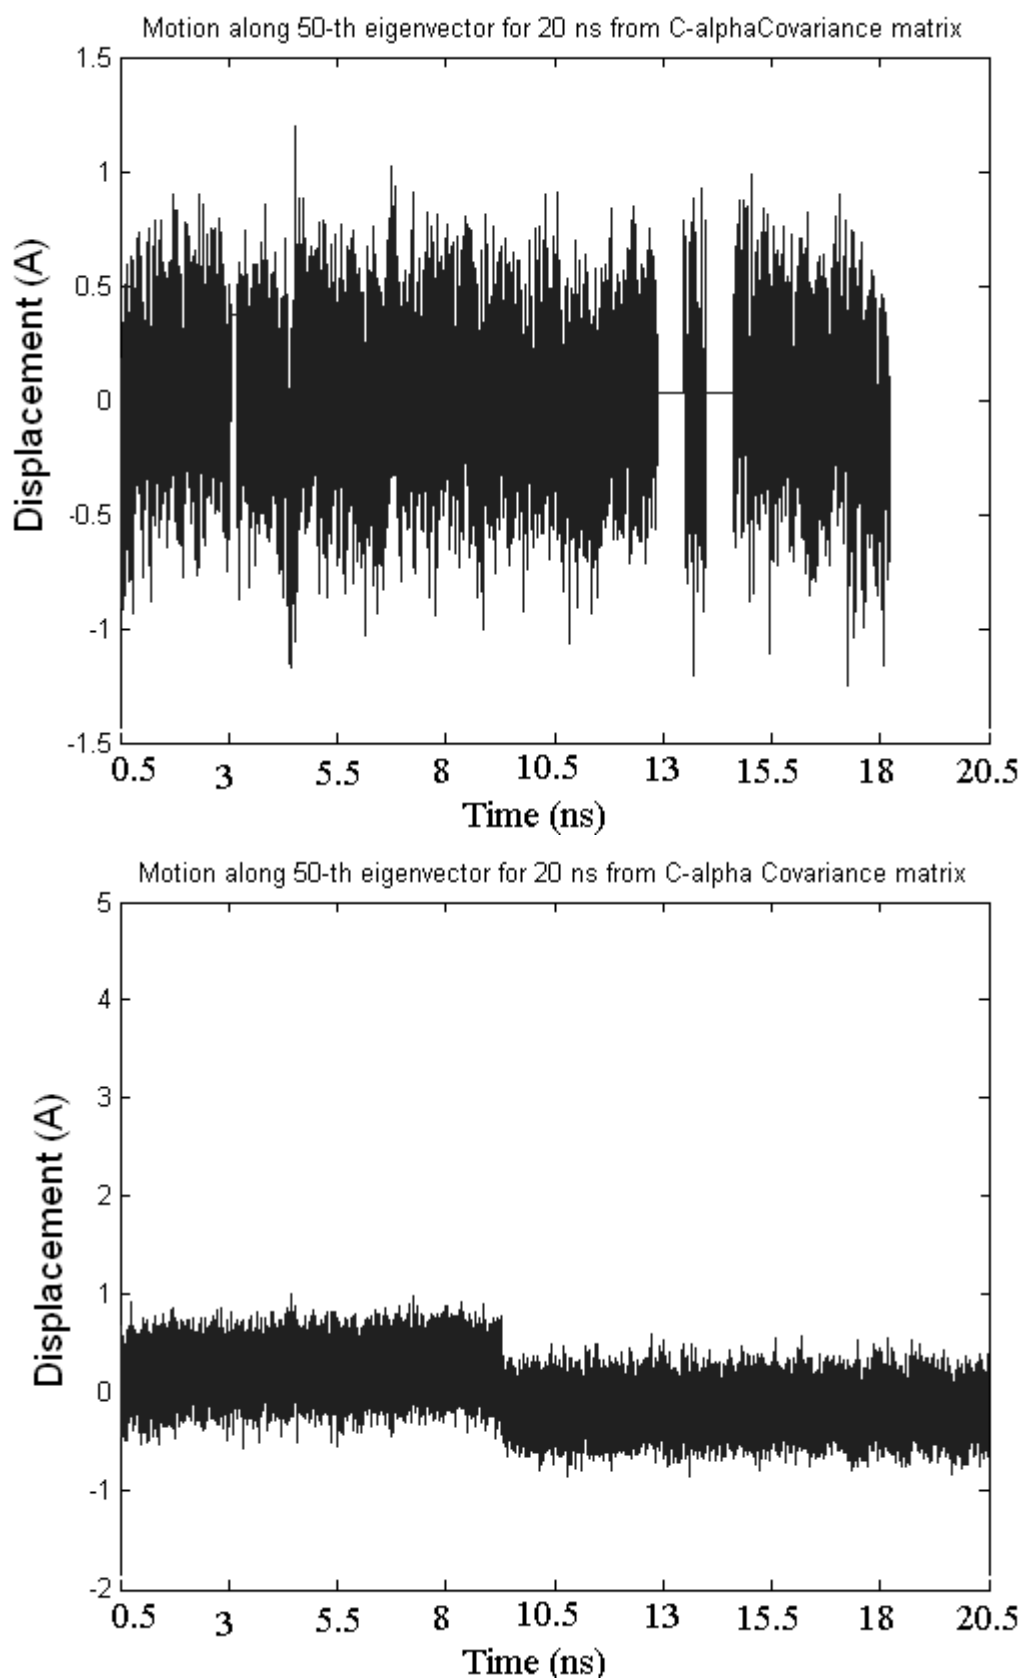 Motion along 50-th eigenvector for 20 ns from C-alphaCovariance matrix
1.5
1
0.5
0
-0.5
-1
-1.5
Displacement (A)
0.5 3 5.5 8 10.5 13 15.5 18 20.5
Time (ns)
Motion along 50-th eigenvector for 20 ns from C-alpha Covariance matrix
5
4
3
2
1
0
-1
-2
Displacement (A)
0.5 3 5.5 8 10.5 13 15.5 18 20.5
Time (ns)